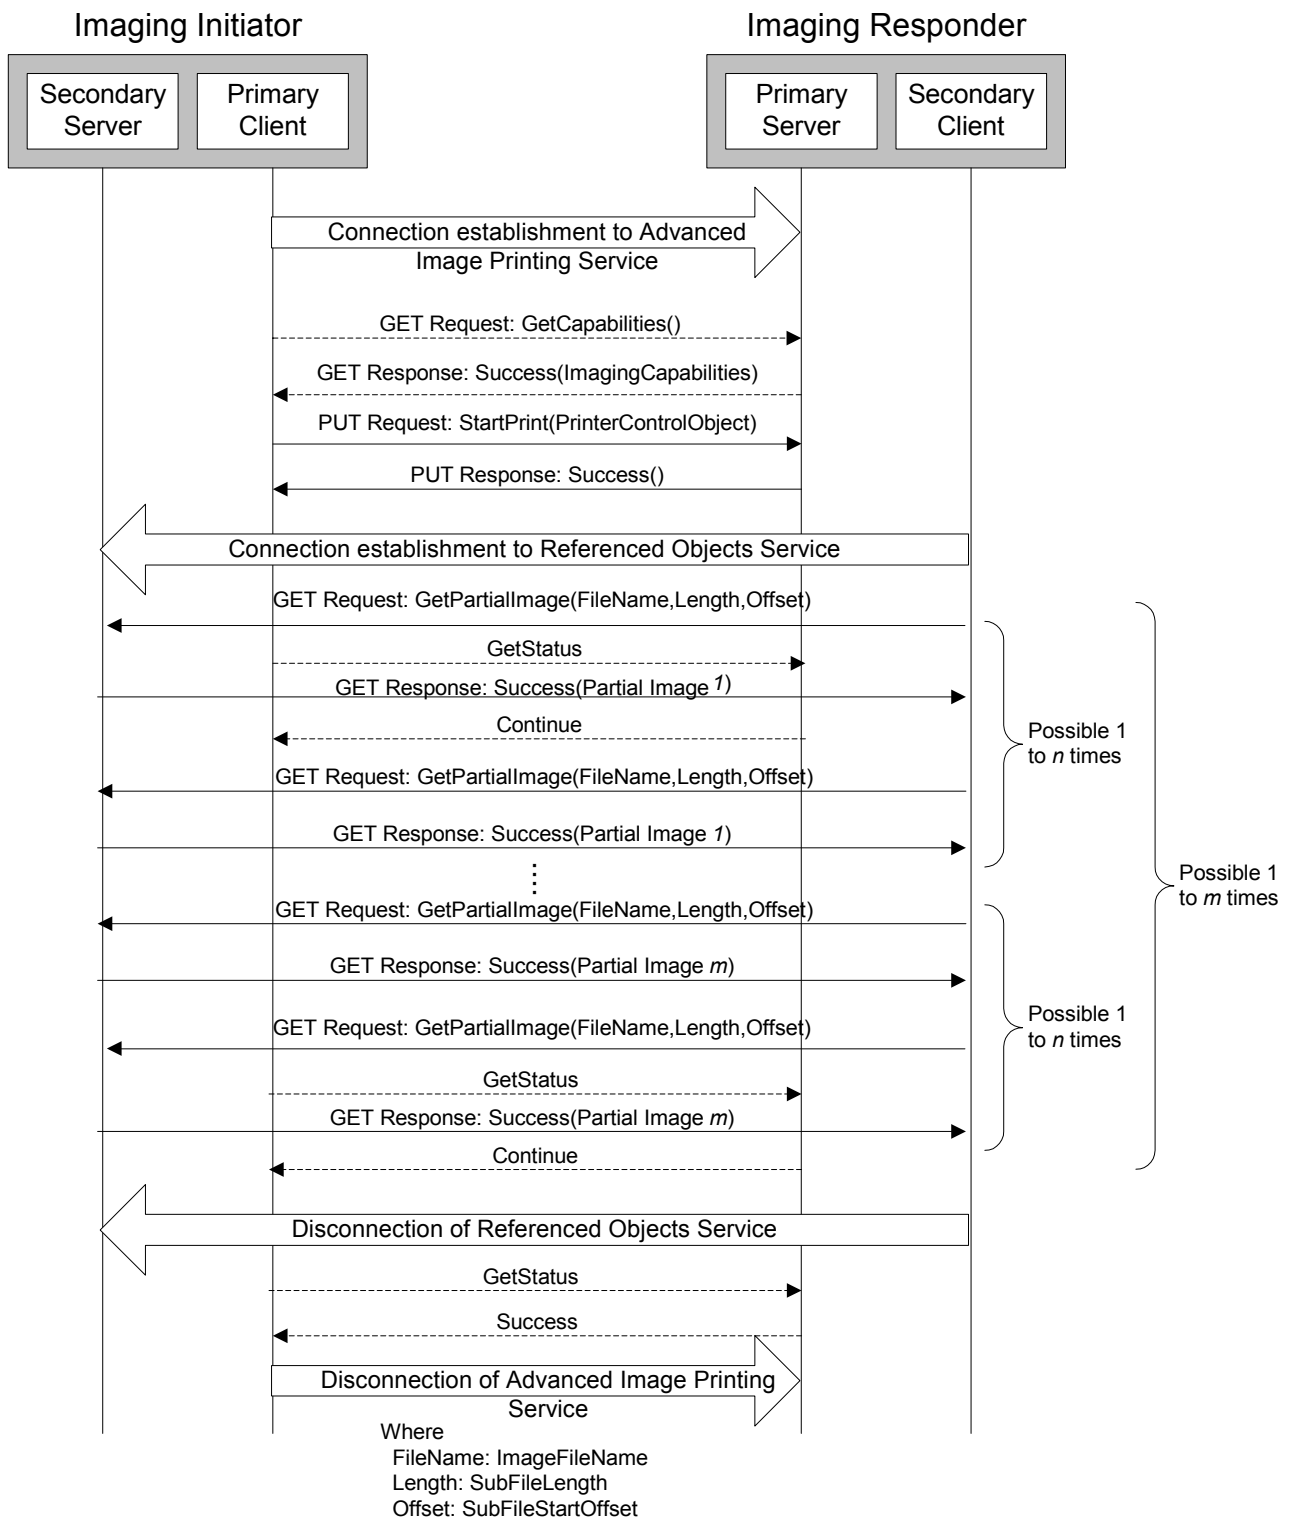 Imaging Initiator
Imaging Responder
Secondary
Server
Primary
Client
Primary
Server
Secondary
Client
Connection establishment to Advanced
Image Printing Service
GET Request: GetCapabilities()
GET Response: Success(ImagingCapabilities)
PUT Request: StartPrint(PrinterControlObject)
PUT Response: Success()
Connection establishment to Referenced Objects Service
GET Request: GetPartialImage(FileName,Length,Offset)
GetStatus
GET Response: Success(Partial Image 1)
Continue
Possible 1
to n times
GET Request: GetPartialImage(FileName,Length,Offset)
GET Response: Success(Partial Image 1)
Possible 1
to m times
GET Request: GetPartialImage(FileName,Length,Offset)
GET Response: Success(Partial Image m)
Possible 1
to n times
GET Request: GetPartialImage(FileName,Length,Offset)
GetStatus
GET Response: Success(Partial Image m)
Continue
Disconnection of Referenced Objects Service
GetStatus
Success
Disconnection of Advanced Image Printing
Service
Where
FileName: ImageFileName
Length: SubFileLength
Offset: SubFileStartOffset